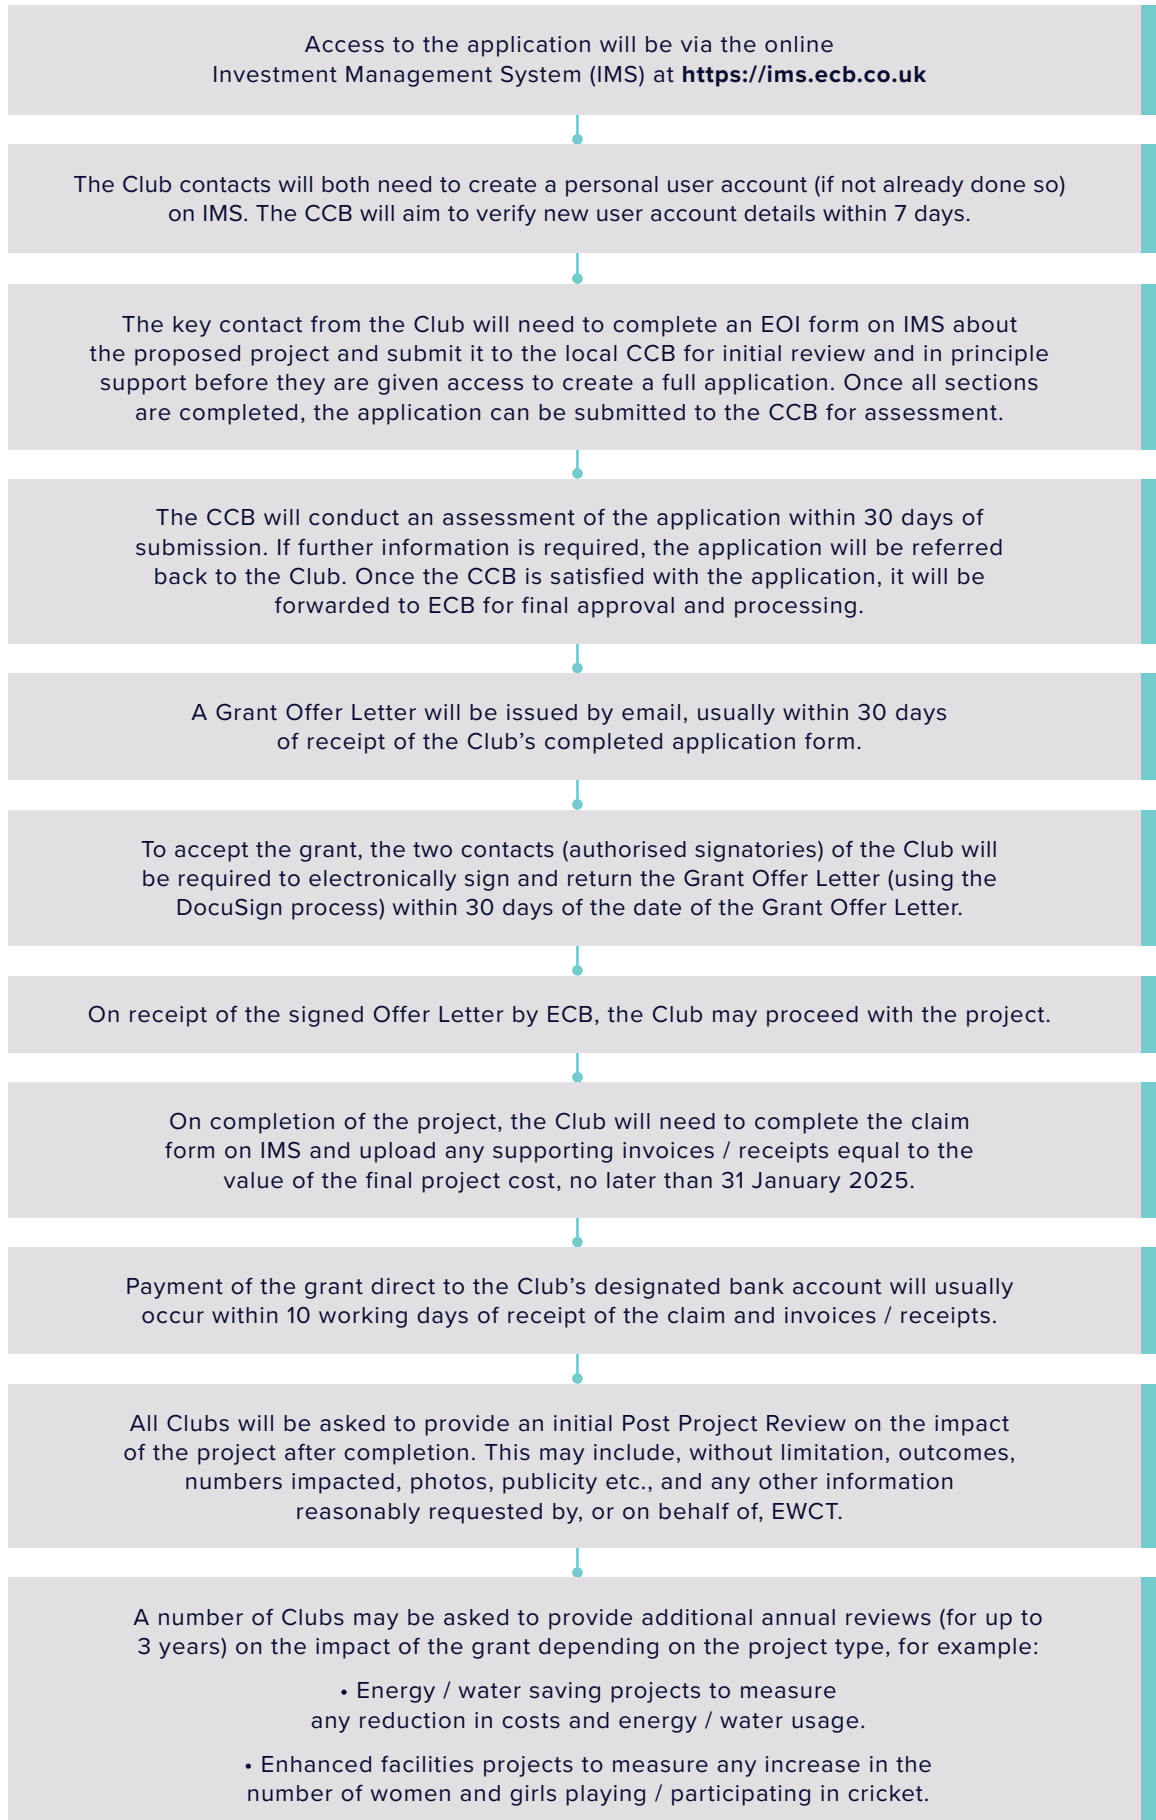 Access to the application will be via the online
Investment Management System (IMS) at https://ims.ecb.co.uk
The Club contacts will both need to create a personal user account (if not already done so)
on IMS. The CCB will aim to verify new user account details within 7 days.
The key contact from the Club will need to complete an EOI form on IMS about
the proposed project and submit it to the local CCB for initial review and in principle
support before they are given access to create a full application. Once all sections
are completed, the application can be submitted to the CCB for assessment.
The CCB will conduct an assessment of the application within 30 days of
submission. If further information is required, the application will be referred
back to the Club. Once the CCB is satisfied with the application, it will be
forwarded to ECB for final approval and processing.
A Grant Offer Letter will be issued by email, usually within 30 days
of receipt of the Club’s completed application form.
To accept the grant, the two contacts (authorised signatories) of the Club will
be required to electronically sign and return the Grant Offer Letter (using the
DocuSign process) within 30 days of the date of the Grant Offer Letter.
On receipt of the signed Offer Letter by ECB, the Club may proceed with the project.
On completion of the project, the Club will need to complete the claim
form on IMS and upload any supporting invoices / receipts equal to the
value of the final project cost, no later than 31 January 2025.
Payment of the grant direct to the Club’s designated bank account will usually
occur within 10 working days of receipt of the claim and invoices / receipts.
All Clubs will be asked to provide an initial Post Project Review on the impact
of the project after completion. This may include, without limitation, outcomes,
numbers impacted, photos, publicity etc., and any other information
reasonably requested by, or on behalf of, EWCT.
A number of Clubs may be asked to provide additional annual reviews (for up to
3 years) on the impact of the grant depending on the project type, for example:
• Energy / water saving projects to measure
any reduction in costs and energy / water usage.
• Enhanced facilities projects to measure any increase in the
number of women and girls playing / participating in cricket.